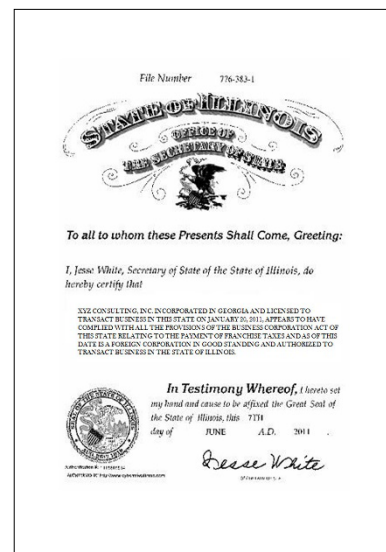 File Number 776-383-1
STATE OF ILLINOIS
OFFICE OF
THE SECRETARY OF STATE
To all to whom these Presents Shall Come, Greeting:
I, Jesse White, Secretary of State of the State of Illinois, do
hereby certify that
XYZ CONSULTING, INC. INCORPORATED IN GEORGIA AND LICENSED TO
TRANSACT BUSINESS IN THIS STATE ON JANUARY 20, 2011, APPEARS TO HAVE
COMPLIED WITH ALL THE PROVISIONS OF THE BUSINESS CORPORATION ACT OF
THIS STATE RELATING TO THE PAYMENT OF FRANCHISE TAXES AND AS OF THIS
DATE IS A FOREIGN CORPORATION IN GOOD STANDING AND AUTHORIZED TO
TRANSACT BUSINESS IN THE STATE OF ILLINOIS.
In Testimony Whereof, I hereto set
my hand and cause to be affixed the Great Seal of
the State of Illinois, this 7TH
day of JUNE A.D. 2011 .
Jesse White
SECRETARY OF STATE